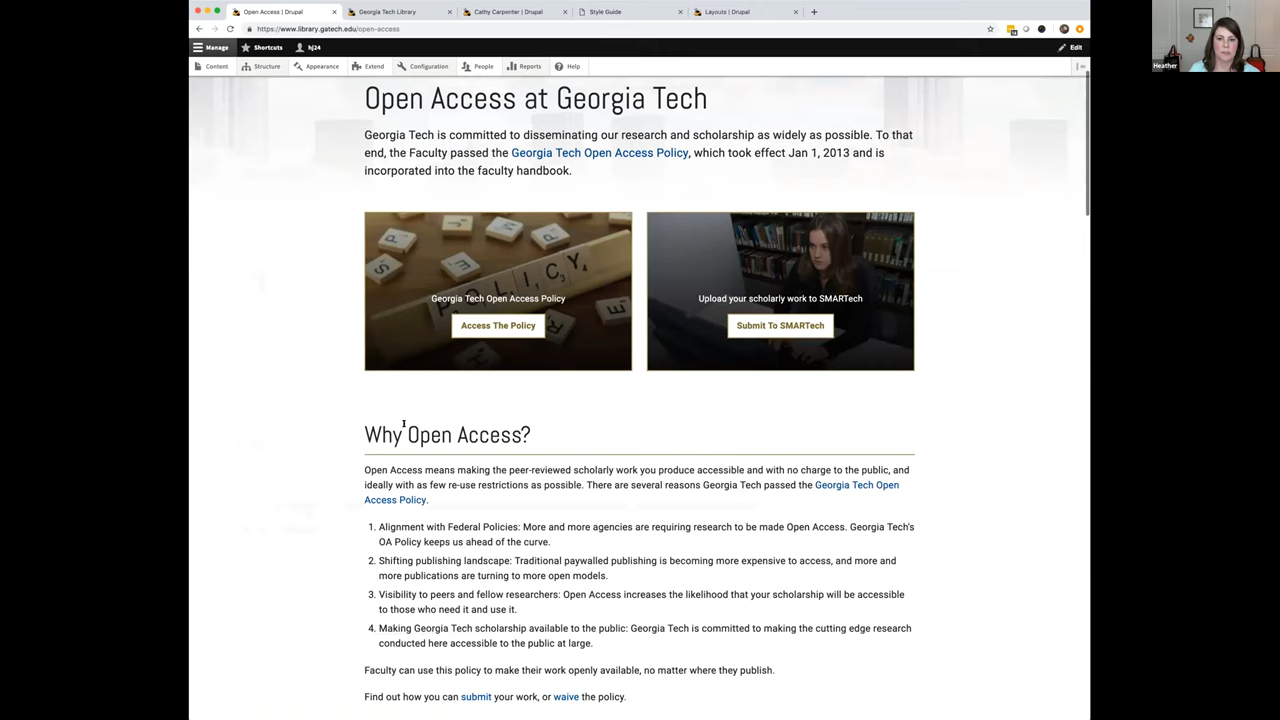 Open Access | Drupal
Georgia Tech Library
Cathy Carpenter | Drupal
Style Guide
Layouts | Drupal
https://www.library.gatech.edu/open-access
Manage
Shortcuts
hj24
Edit
Content
Structure
Appearance
Extend
Configuration
People
Reports
Help
Heather
Open Access at Georgia Tech
Georgia Tech is committed to disseminating our research and scholarship as widely as possible. To that
end, the Faculty passed the Georgia Tech Open Access Policy, which took effect Jan 1, 2013 and is
incorporated into the faculty handbook.
POLICY
Georgia Tech Open Access Policy
Access The Policy
Upload your scholarly work to SMARTech
Submit To SMARTech
Why Open Access?
Open Access means making the peer-reviewed scholarly work you produce accessible and with no charge to the public, and
ideally with as few re-use restrictions as possible. There are several reasons Georgia Tech passed the Georgia Tech Open
Access Policy.
1. Alignment with Federal Policies: More and more agencies are requiring research to be made Open Access. Georgia Tech's
OA Policy keeps us ahead of the curve.
2. Shifting publishing landscape: Traditional paywalled publishing is becoming more expensive to access, and more and
more publications are turning to more open models.
3. Visibility to peers and fellow researchers: Open Access increases the likelihood that your scholarship will be accessible
to those who need it and use it.
4. Making Georgia Tech scholarship available to the public: Georgia Tech is committed to making the cutting edge research
conducted here accessible to the public at large.
Faculty can use this policy to make their work openly available, no matter where they publish.
Find out how you can submit your work, or waive the policy.